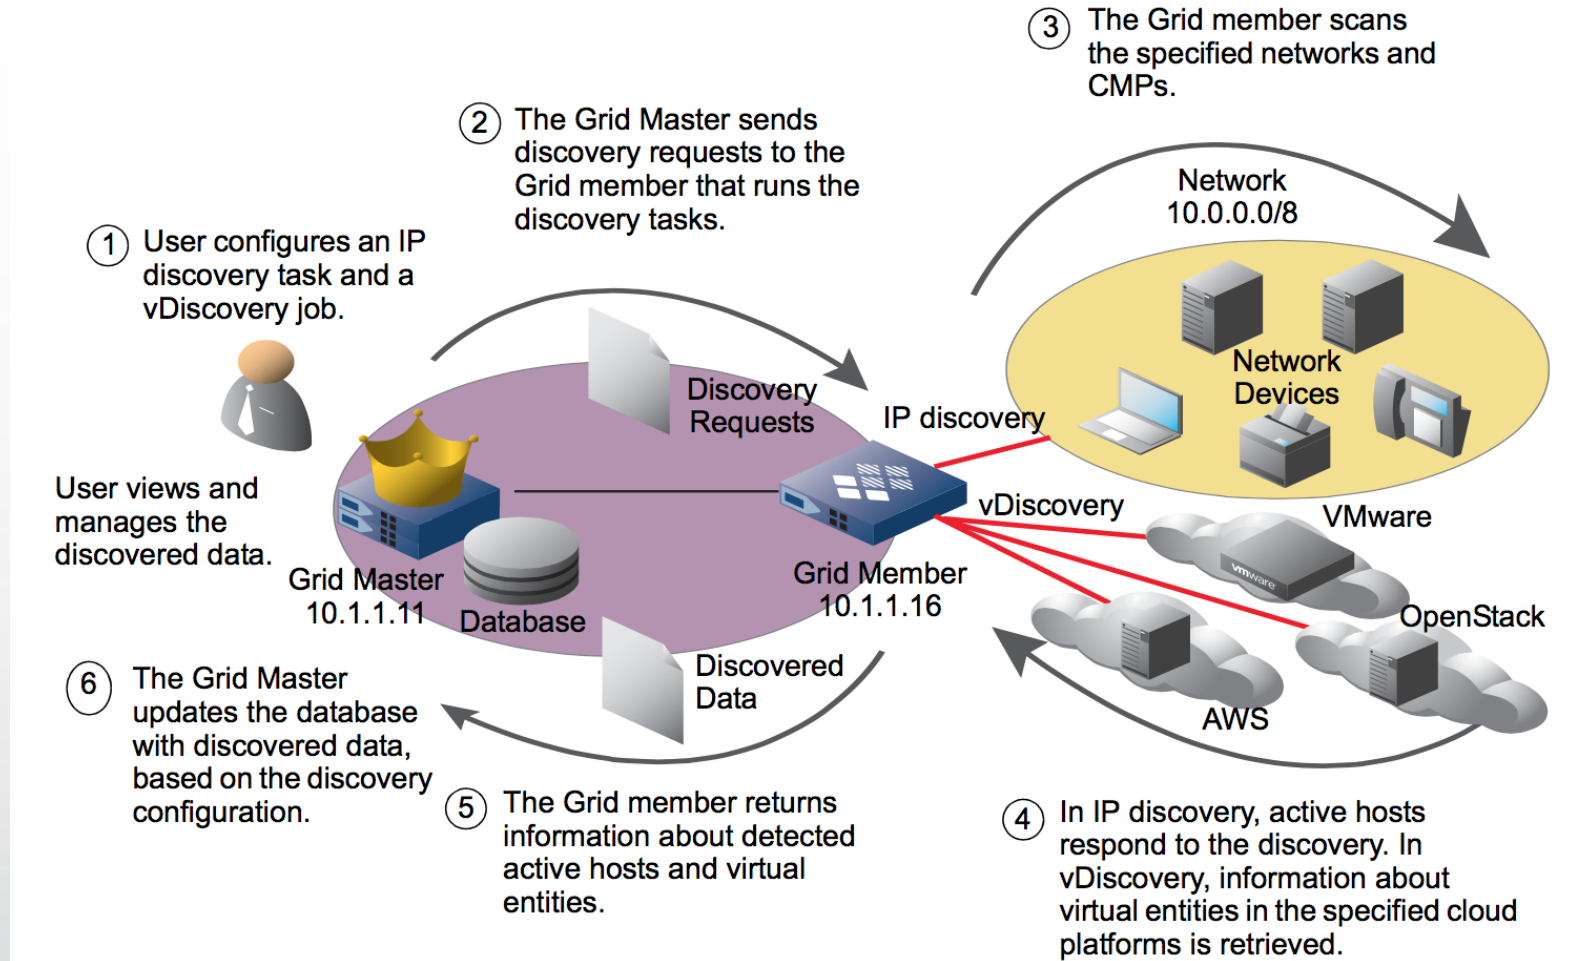 3
The Grid member scans
the specified networks and
CMPs.
2
The Grid Master sends
discovery requests to the
Grid member that runs the
discovery tasks.
1
User configures an IP
discovery task and a
vDiscovery job.
Network
10.0.0.0/8
Network
Devices
Discovery
Requests
IP discovery
vDiscovery
VMware
vmware
User views and
manages the
discovered data.
Grid Master
10.1.1.11
Database
Grid Member
10.1.1.16
OpenStack
AWS
Discovered
Data
6
The Grid Master
updates the database
with discovered data,
based on the discovery
configuration.
5
The Grid member returns
information about detected
active hosts and virtual
entities.
4
In IP discovery, active hosts
respond to the discovery. In
vDiscovery, information about
virtual entities in the specified cloud
platforms is retrieved.